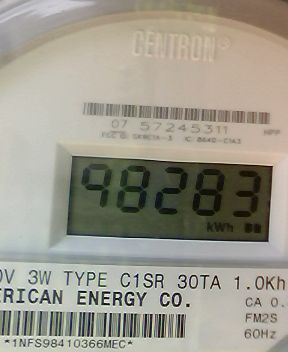 CENTRON®
07 57245311
98283
kWh
0V 3W TYPE C1SR 30TA 1.0Kh
ERICAN ENERGY CO.
CA 0.
FM2S
60Hz
*1NFS98410366MEC*